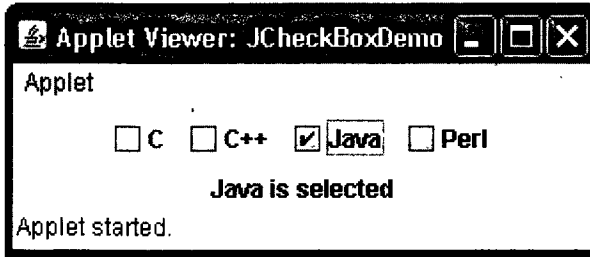 Applet Viewer: JCheckBoxDemo
Applet
C C++ Java Perl
Java is selected
Applet started.